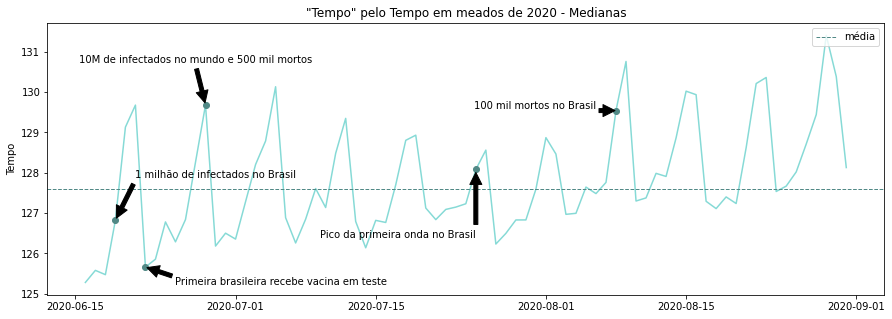 "Tempo" pelo Tempo em meados de 2020 - Medianas
média
131
130
129
128
127
126
125
Tempo
10M de infectados no mundo e 500 mil mortos
100 mil mortos no Brasil
1 milhão de infectados no Brasil
Pico da primeira onda no Brasil
Primeira brasileira recebe vacina em teste
2020-06-15
2020-07-01
2020-07-15
2020-08-01
2020-08-15
2020-09-01